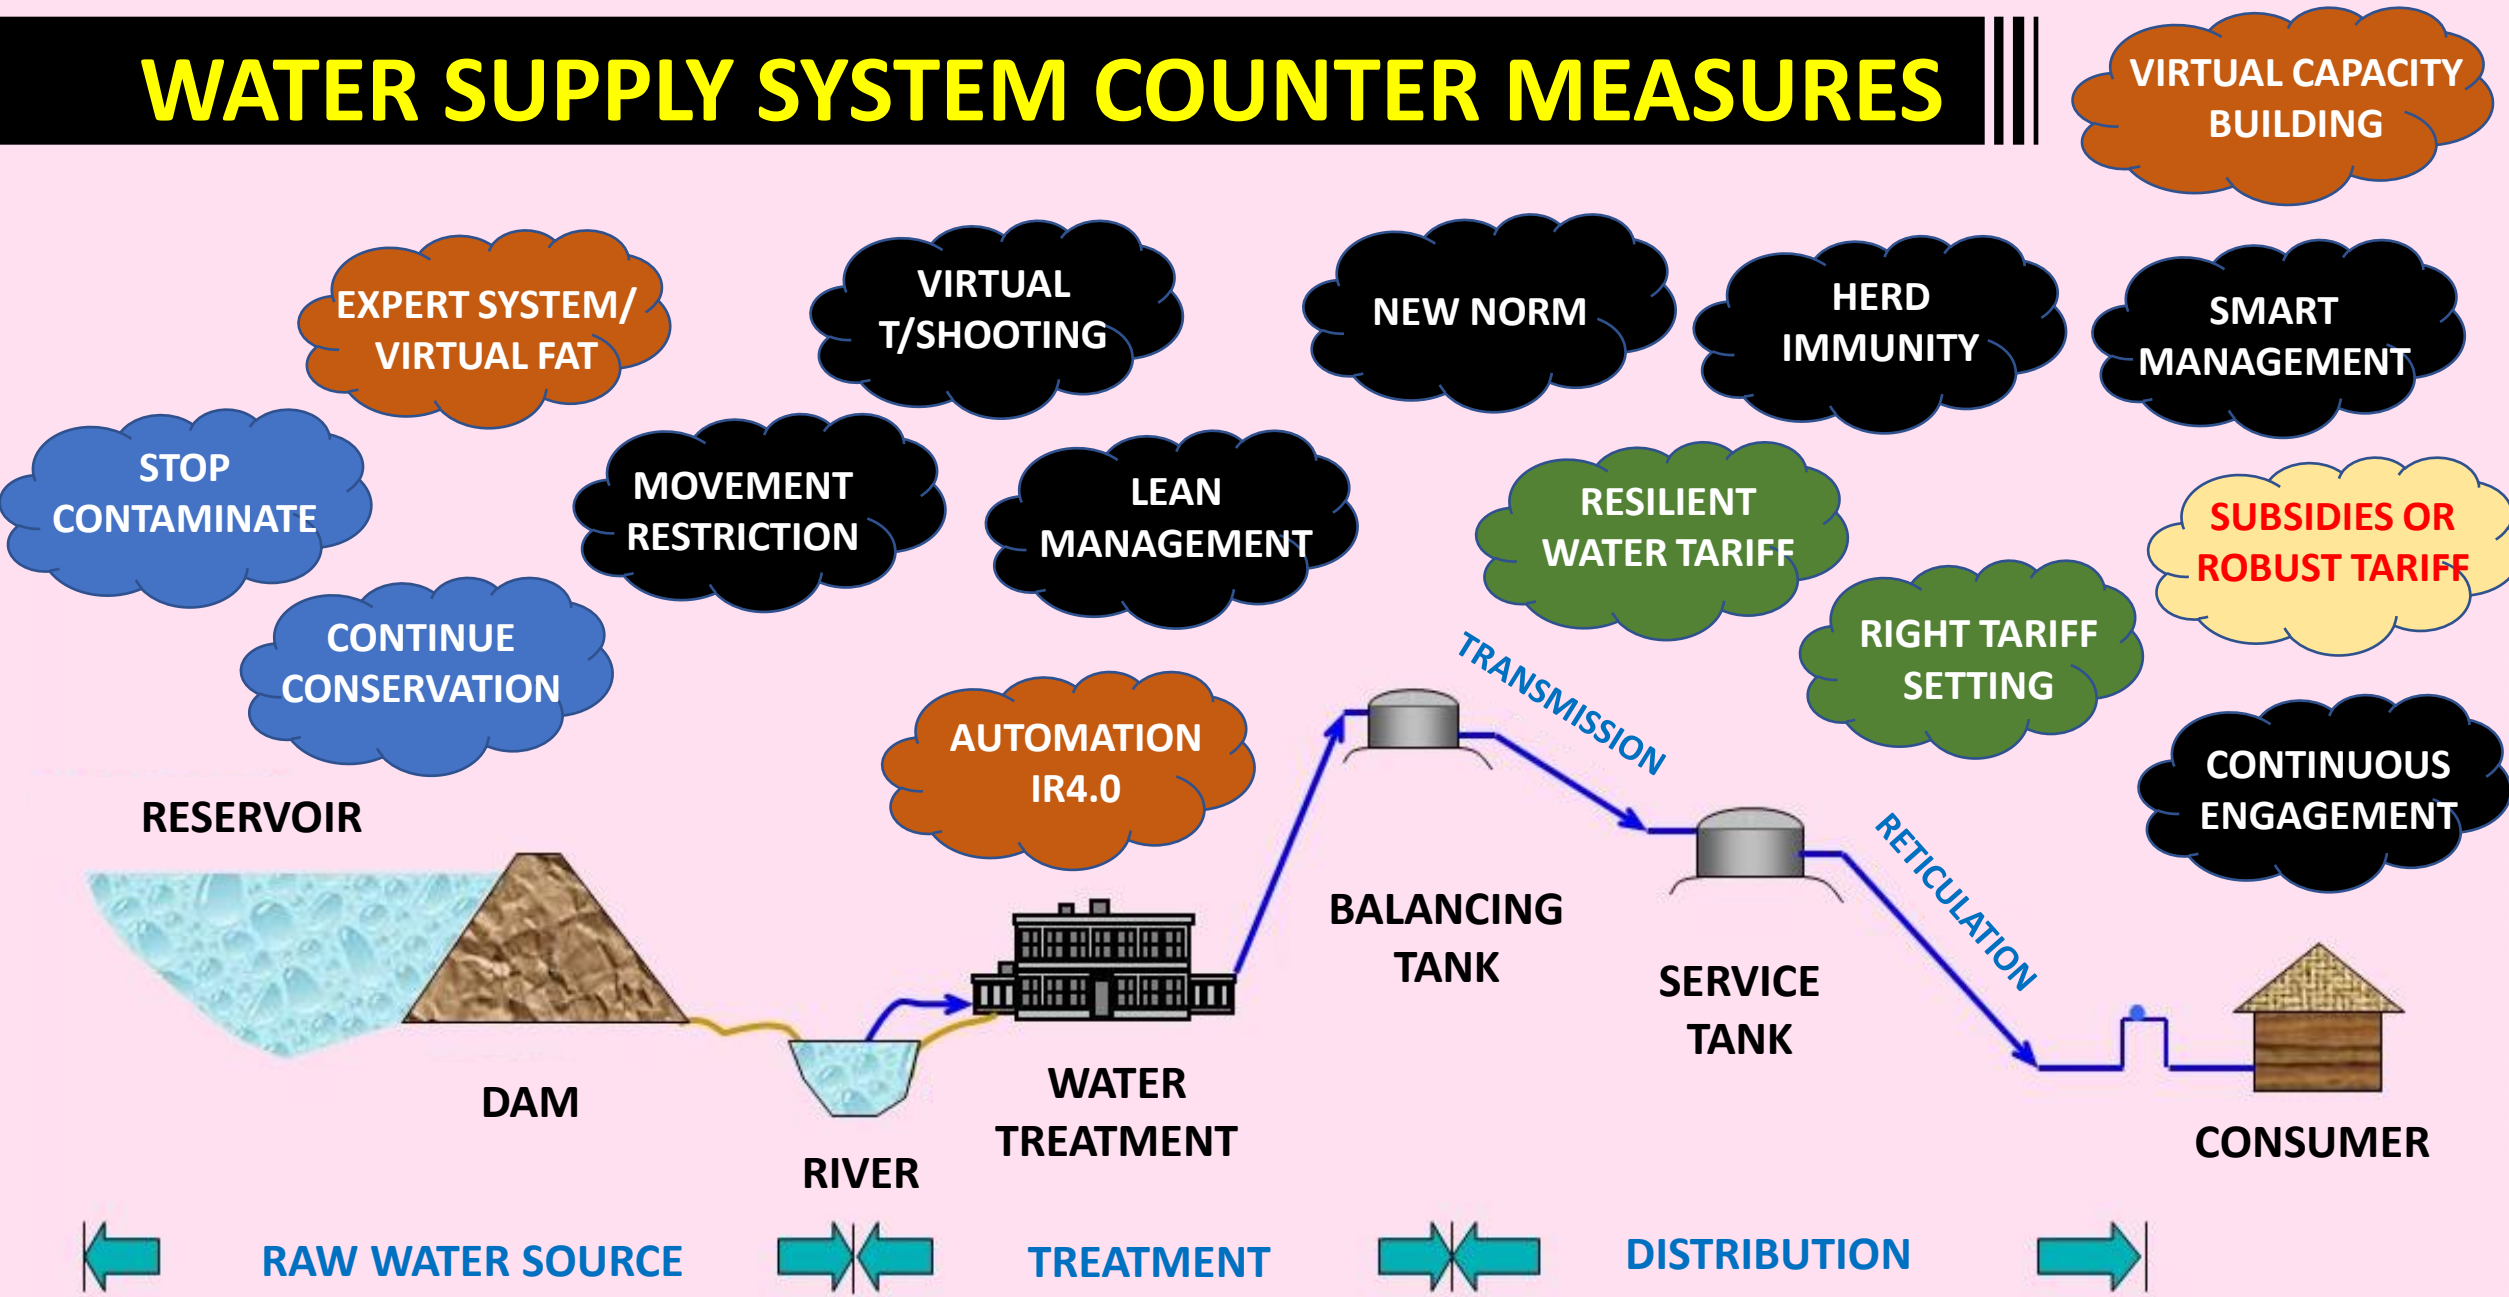 WATER SUPPLY SYSTEM COUNTER MEASURES
VIRTUAL CAPACITY
BUILDING
EXPERT SYSTEM/
VIRTUAL FAT
VIRTUAL
T/SHOOTING
NEW NORM
HERD
IMMUNITY
SMART
MANAGEMENT
STOP
CONTAMINATE
MOVEMENT
RESTRICTION
LEAN
MANAGEMENT
RESILIENT
WATER TARIFF
SUBSIDIES OR
ROBUST TARIFF
CONTINUE
CONSERVATION
RIGHT TARIFF
SETTING
AUTOMATION
IR4.0
TRANSMISSION
CONTINUOUS
ENGAGEMENT
RESERVOIR
RETICULATION
BALANCING
TANK
SERVICE
TANK
DAM
WATER
TREATMENT
RIVER
CONSUMER
RAW WATER SOURCE
TREATMENT
DISTRIBUTION